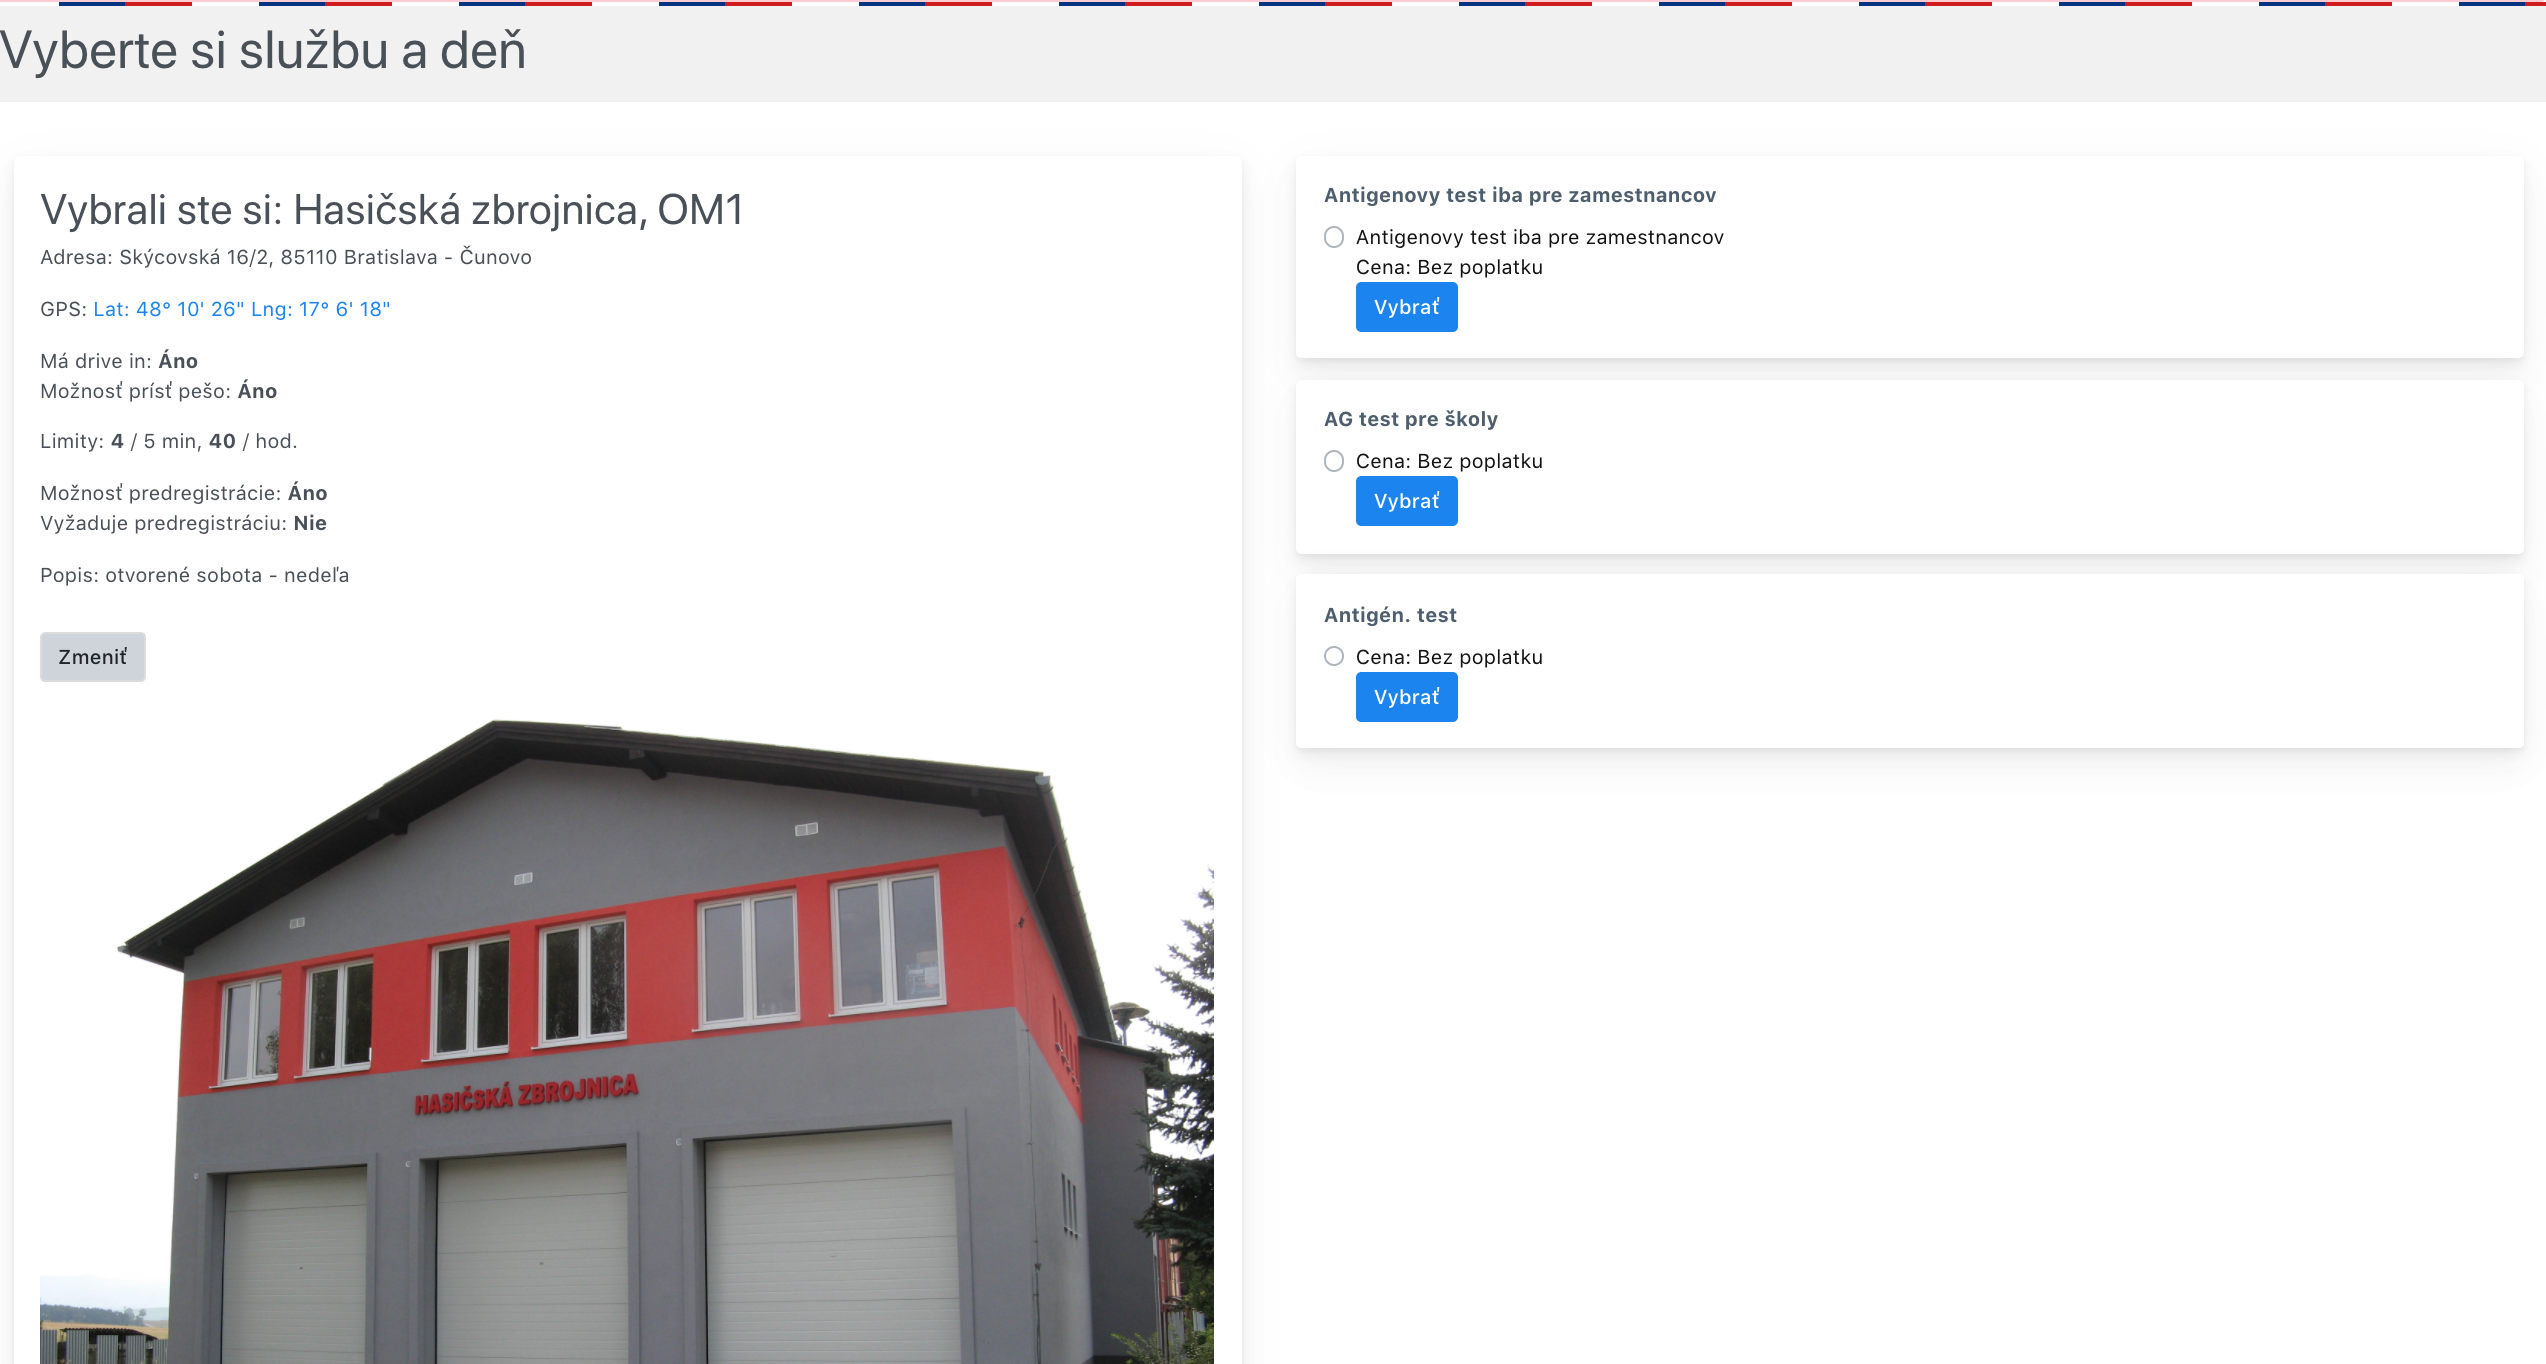 Vyberte si službu a deň
Vybrali ste si: Hasičská zbrojnica, OM1
Adresa: Skýcovská 16/2, 85110 Bratislava - Čunovo
GPS: Lat: 48° 10' 26" Lng: 17° 6' 18"
Má drive in: Áno
Možnosť prísť pešo: Áno
Limity: 4 / 5 min, 40 / hod.
Možnosť predregistrácie: Áno
Vyžaduje predregistráciu: Nie
Popis: otvorené sobota - nedeľa
Zmeniť
HASIČSKÁ ZBROJNICA
Antigenovy test iba pre zamestnancov
Antigenovy test iba pre zamestnancov
Cena: Bez poplatku
Vybrať
AG test pre školy
Cena: Bez poplatku
Vybrať
Antigén. test
Cena: Bez poplatku
Vybrať